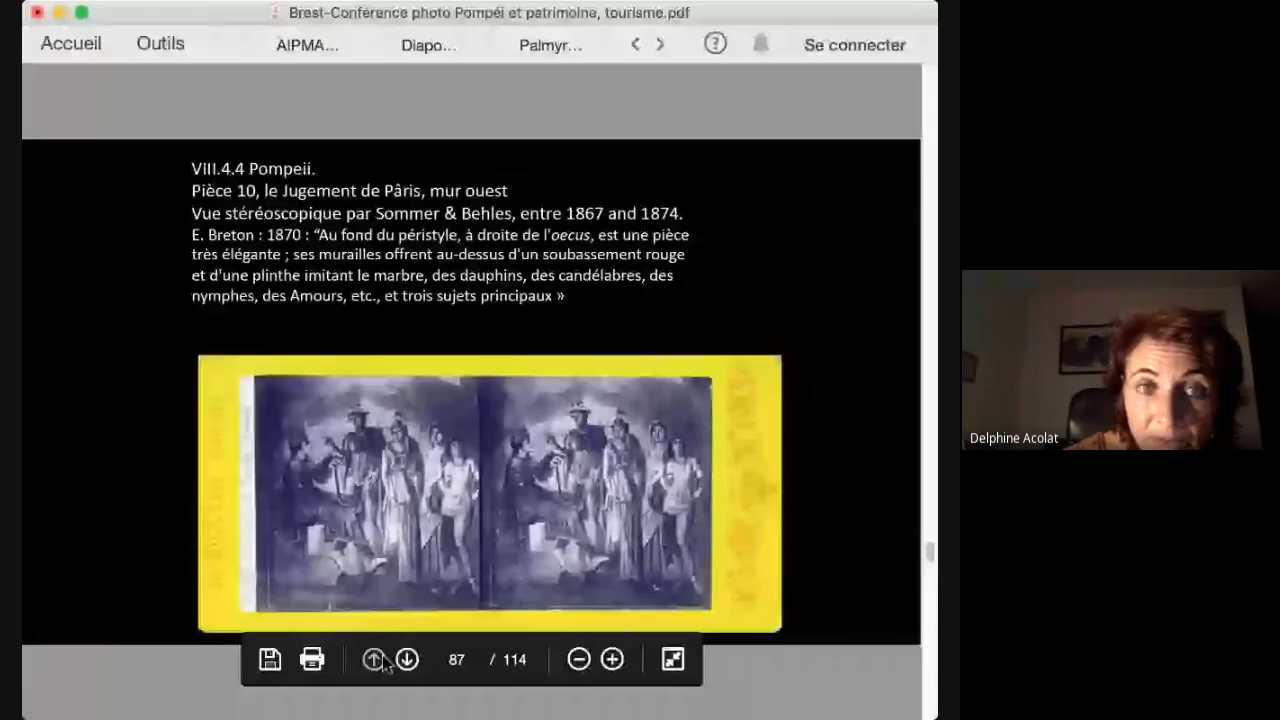 Brest-Conférence photo Pompéi et patrimoine, tourisme.pdf
Accueil
Outils
AIPMA...
Diapo...
Palmyr...
Se connecter
VIII.4.4 Pompeii.
Pièce 10, le Jugement de Pâris, mur ouest
Vue stéréoscopique par Sommer & Behles, entre 1867 and 1874.
E. Breton : 1870 : “Au fond du péristyle, à droite de l'oecus, est une pièce
très élégante ; ses murailles offrent au-dessus d'un soubassement rouge
et d'une plinthe imitant le marbre, des dauphins, des candélabres, des
nymphes, des Amours, etc., et trois sujets principaux »
87 / 114
Delphine Acolat